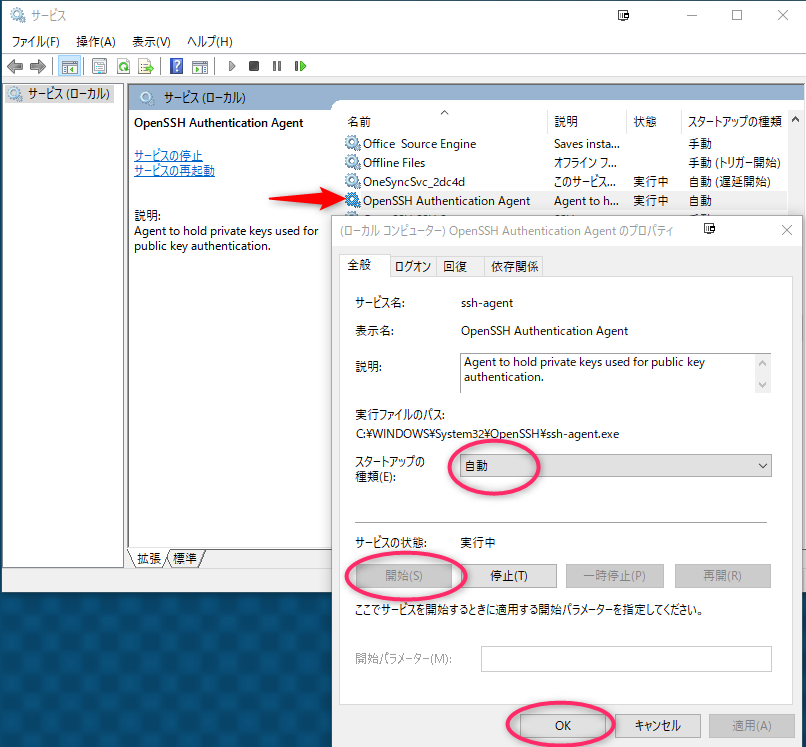 サービス
ファイル(F) 操作(A) 表示(V) ヘルプ(H)
サービス (ローカル)
サービス (ローカル)
OpenSSH Authentication Agent
サービスの停止
サービスの再起動
説明:
Agent to hold private keys used for
public key authentication.
名前 説明 状態 スタートアップの種類
Office Source Engine Saves insta... 手動
Offline Files オフライン フ... 手動 (トリガー開始)
OneSyncSvc_2dc4d このサービス... 実行中 自動 (遅延開始)
OpenSSH Authentication Agent Agent to h... 実行中 自動
(ローカル コンピューター) OpenSSH Authentication Agent のプロパティ
全般 ログオン 回復 依存関係
サービス名: ssh-agent
表示名: OpenSSH Authentication Agent
説明: Agent to hold private keys used for public key
authentication.
実行ファイルのパス:
C:¥WINDOWS¥System32¥OpenSSH¥ssh-agent.exe
スタートアップの
種類(E): 自動
サービスの状態: 実行中
開始(S) 停止(T) 一時停止(P) 再開(R)
ここでサービスを開始するときに適用する開始パラメーターを指定してください。
開始パラメーター(M):
OK キャンセル 適用(A)
拡張 標準